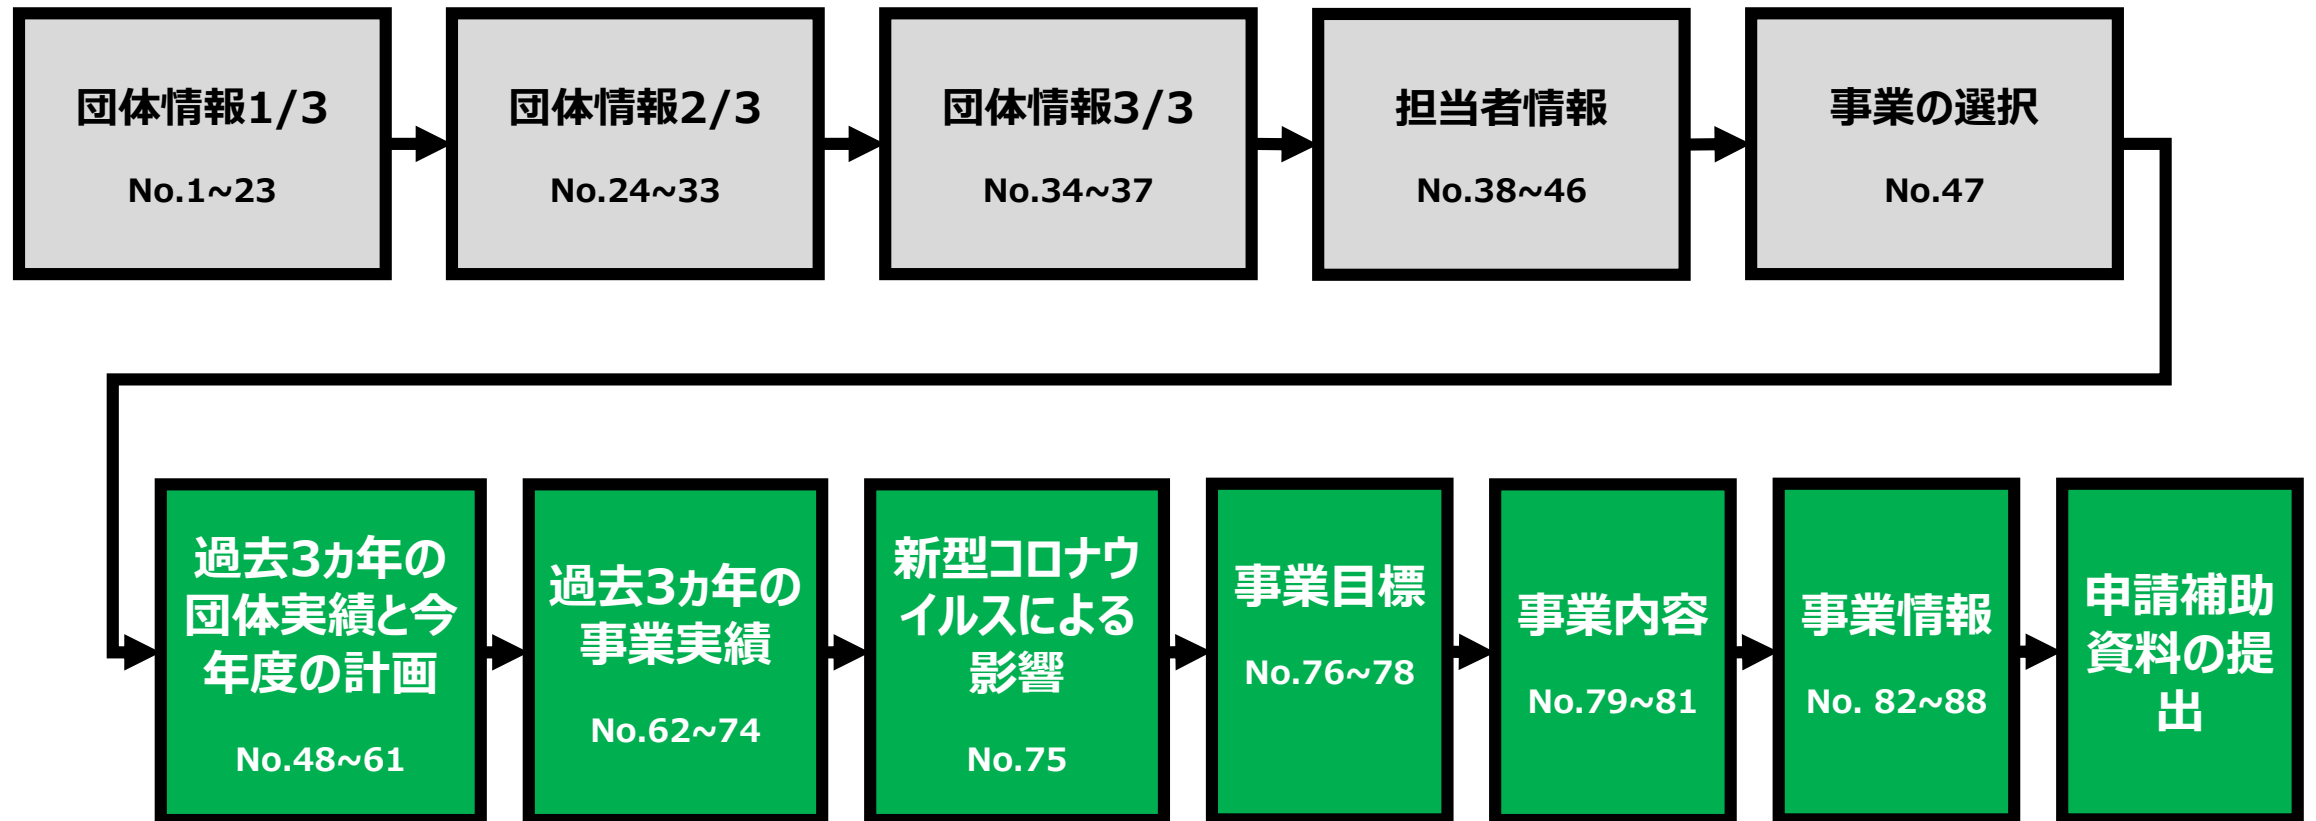 団体情報1/3
No.1~23
団体情報2/3
No.24~33
団体情報3/3
No.34~37
担当者情報
No.38~46
事業の選択
No.47
過去3ヵ年の
団体実績と今
年度の計画
No.48~61
過去3ヵ年の
事業実績
No.62~74
新型コロナウ
イルスによる
影響
No.75
事業目標
No.76~78
事業内容
No.79~81
事業情報
No. 82~88
申請補助
資料の提
出